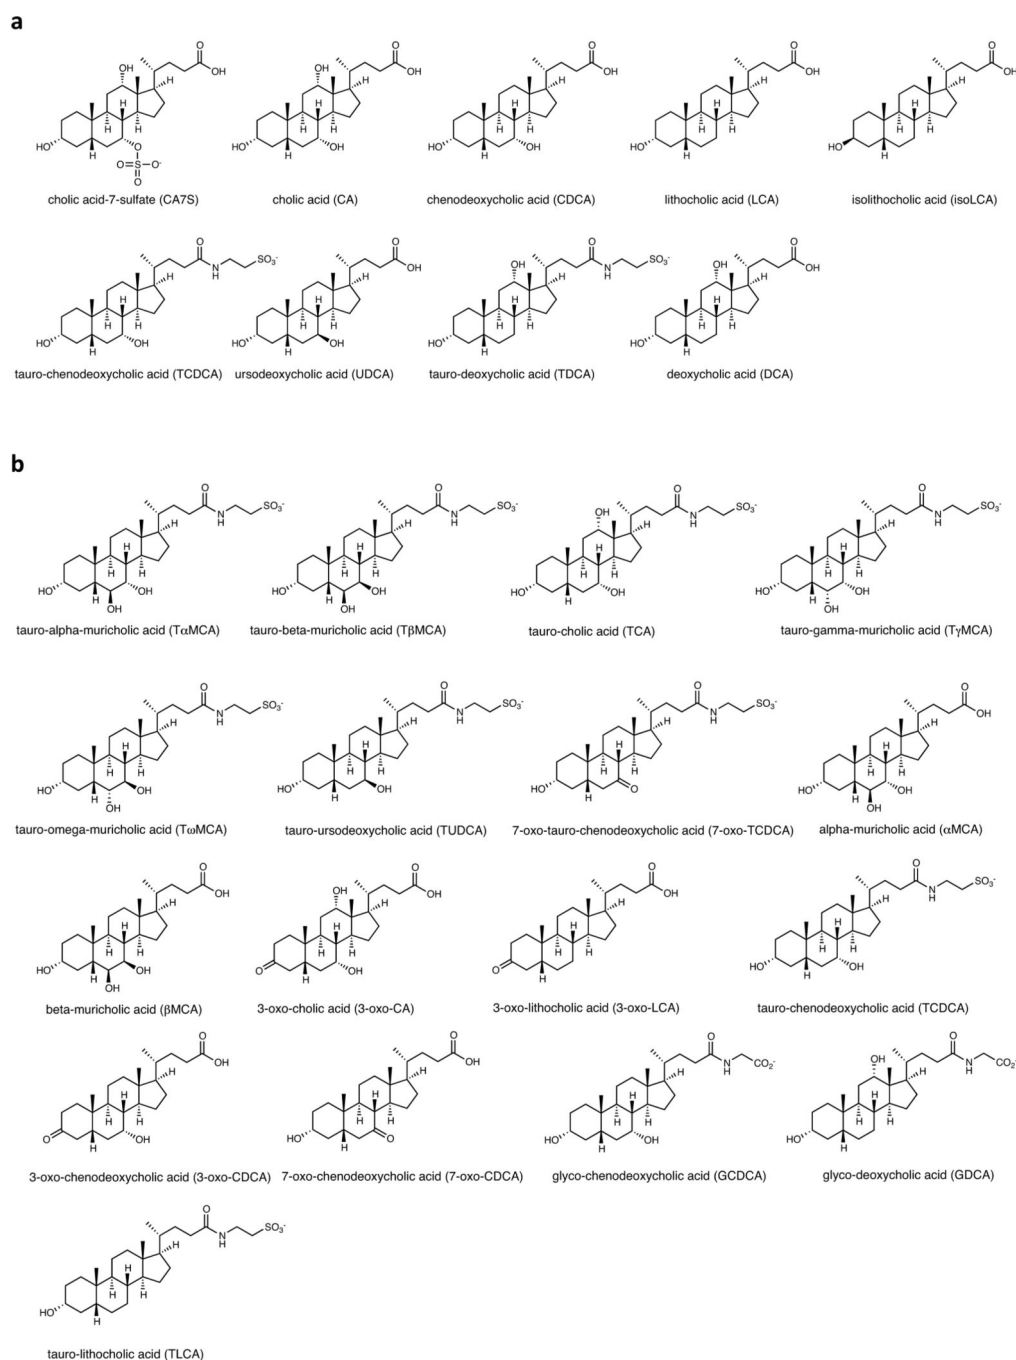 a
cholic acid-7-sulfate (CA7S)
cholic acid (CA)
chenodeoxycholic acid (CDCA)
lithocholic acid (LCA)
isolithocholic acid (isoLCA)
tauro-chenodeoxycholic acid (TCDCA)
ursodeoxycholic acid (UDCA)
tauro-deoxycholic acid (TDCA)
deoxycholic acid (DCA)
b
tauro-alpha-muricholic acid (TαMCA)
tauro-beta-muricholic acid (TβMCA)
tauro-cholic acid (TCA)
tauro-gamma-muricholic acid (TγMCA)
tauro-omega-muricholic acid (TωMCA)
tauro-ursodeoxycholic acid (TUDCA)
7-oxo-tauro-chenodeoxycholic acid (7-oxo-TCDCA)
alpha-muricholic acid (αMCA)
beta-muricholic acid (βMCA)
3-oxo-cholic acid (3-oxo-CA)
3-oxo-lithocholic acid (3-oxo-LCA)
tauro-chenodeoxycholic acid (TCDCA)
3-oxo-chenodeoxycholic acid (3-oxo-CDCA)
7-oxo-chenodeoxycholic acid (7-oxo-CDCA)
glyco-chenodeoxycholic acid (GCDCA)
glyco-deoxycholic acid (GDCA)
tauro-lithocholic acid (TLCA)